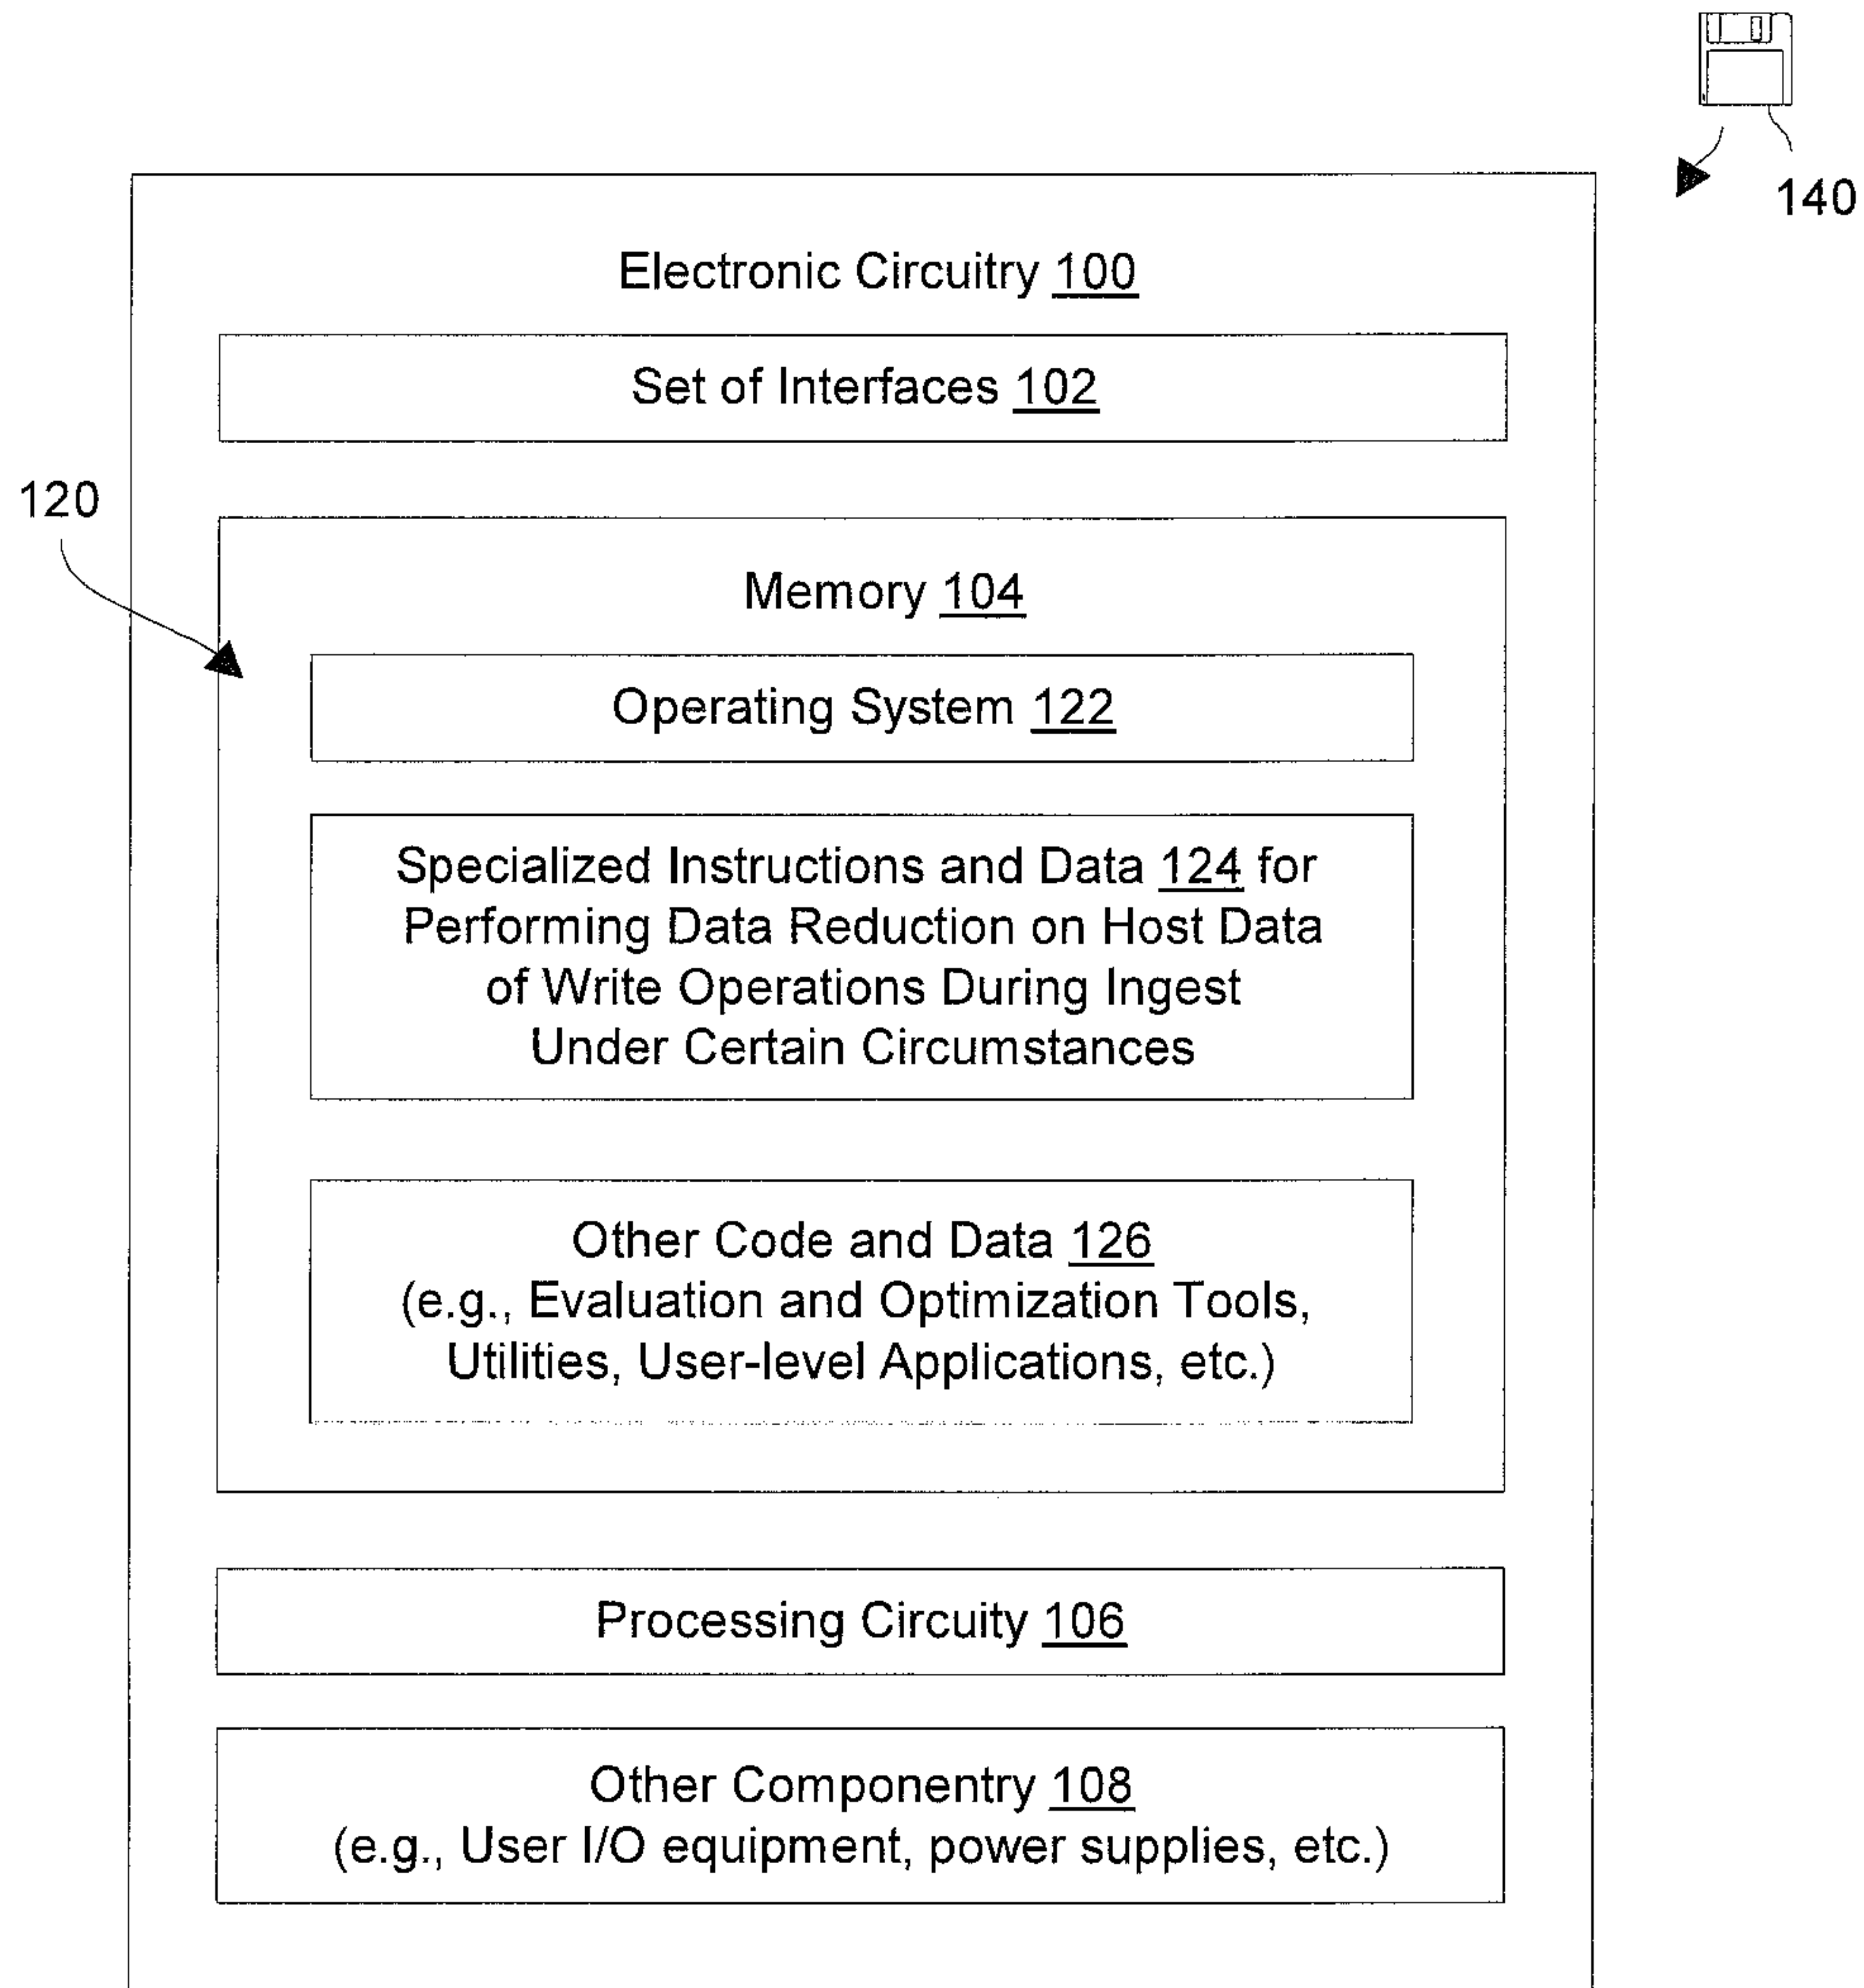 140
Electronic Circuitry 100
Set of Interfaces 102
120
Memory 104
Operating System 122
Specialized Instructions and Data 124 for
Performing Data Reduction on Host Data
of Write Operations During Ingest
Under Certain Circumstances
Other Code and Data 126
(e.g., Evaluation and Optimization Tools,
Utilities, User-level Applications, etc.)
Processing Circuity 106
Other Componentry 108
(e.g., User I/O equipment, power supplies, etc.)